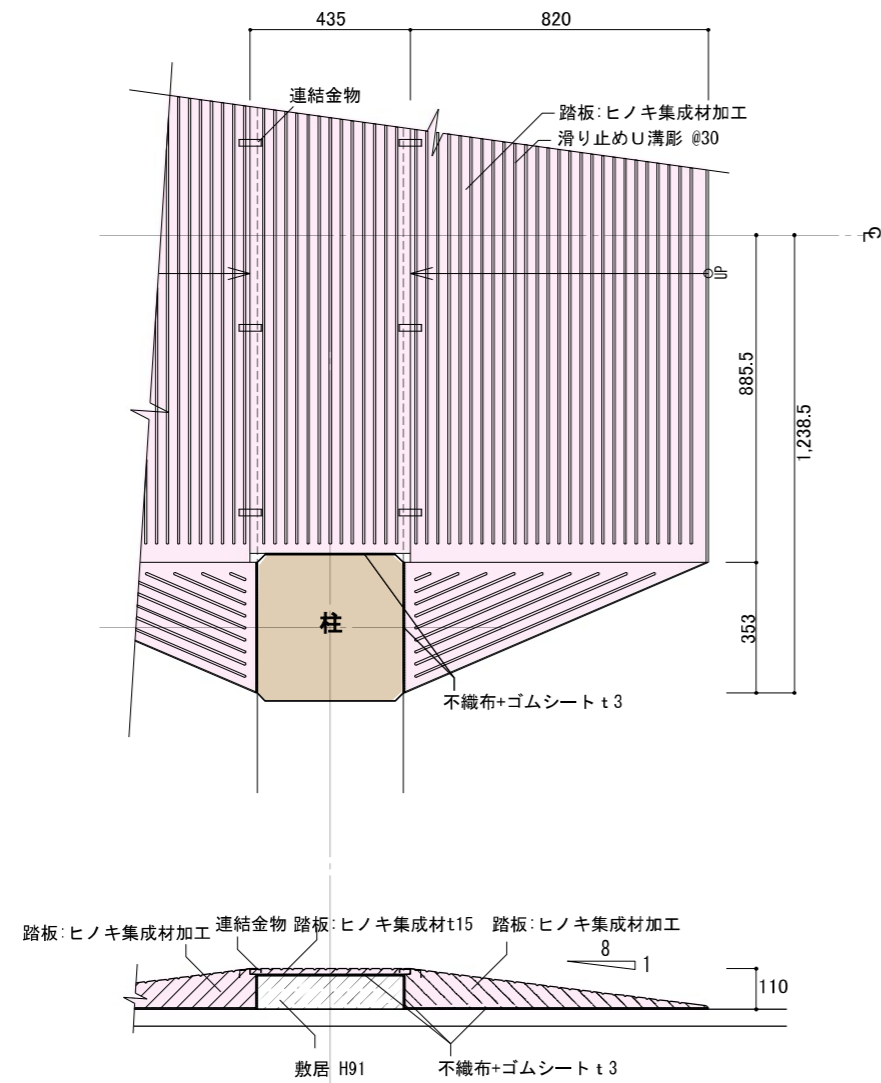 435
820
連結金物
踏板:ヒノキ集成材加工
滑り止めU溝彫 @30
CL
UP
885.5
1,238.5
353
柱
不織布+ゴムシート t3
踏板:ヒノキ集成材加工
連結金物
踏板:ヒノキ集成材t15
踏板:ヒノキ集成材加工
8
1
110
敷居 H91
不織布+ゴムシート t3